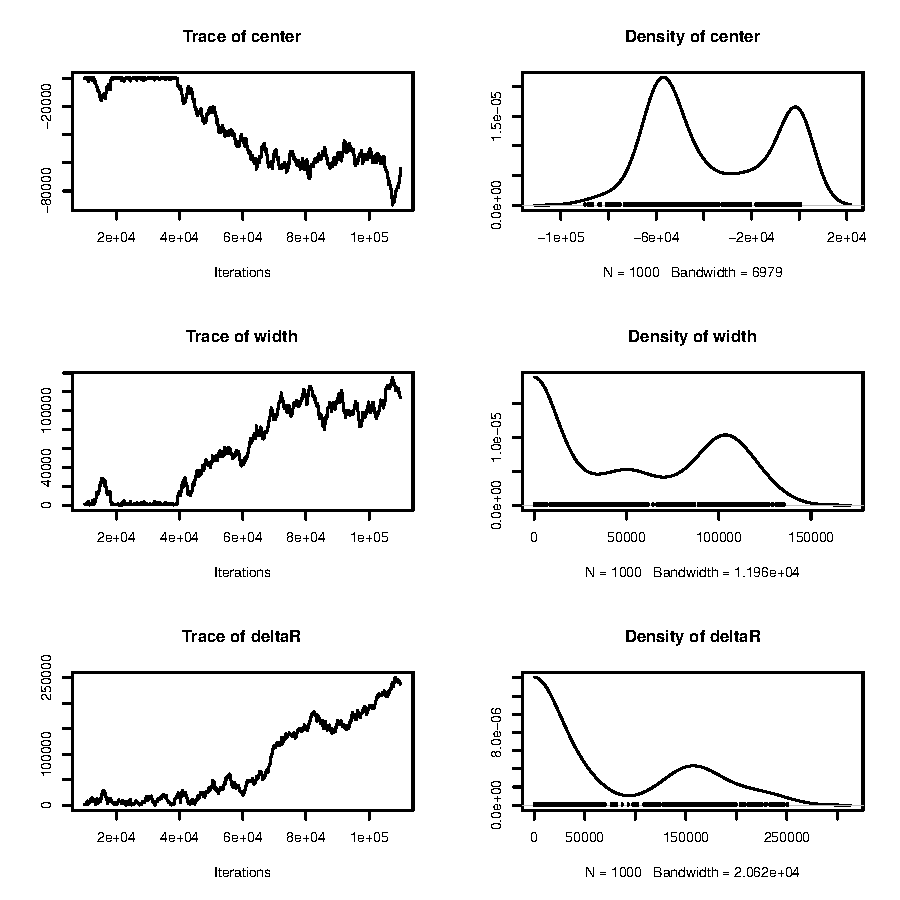 Trace of center
Density of center
−80000 −20000
0.0e+00 1.5e−05
2e+04 4e+04 6e+04 8e+04 1e+05
−1e+05 −6e+04 −2e+04 2e+04
Iterations
N = 1000 Bandwidth = 6979
Trace of width
Density of width
0 40000 100000
0.0e+00 1.0e−05
2e+04 4e+04 6e+04 8e+04 1e+05
0 50000 100000 150000
Iterations
N = 1000 Bandwidth = 1.196e+04
Trace of deltaR
Density of deltaR
0 100000 250000
0.0e+00 8.0e−06
2e+04 4e+04 6e+04 8e+04 1e+05
0 50000 150000 250000
Iterations
N = 1000 Bandwidth = 2.062e+04